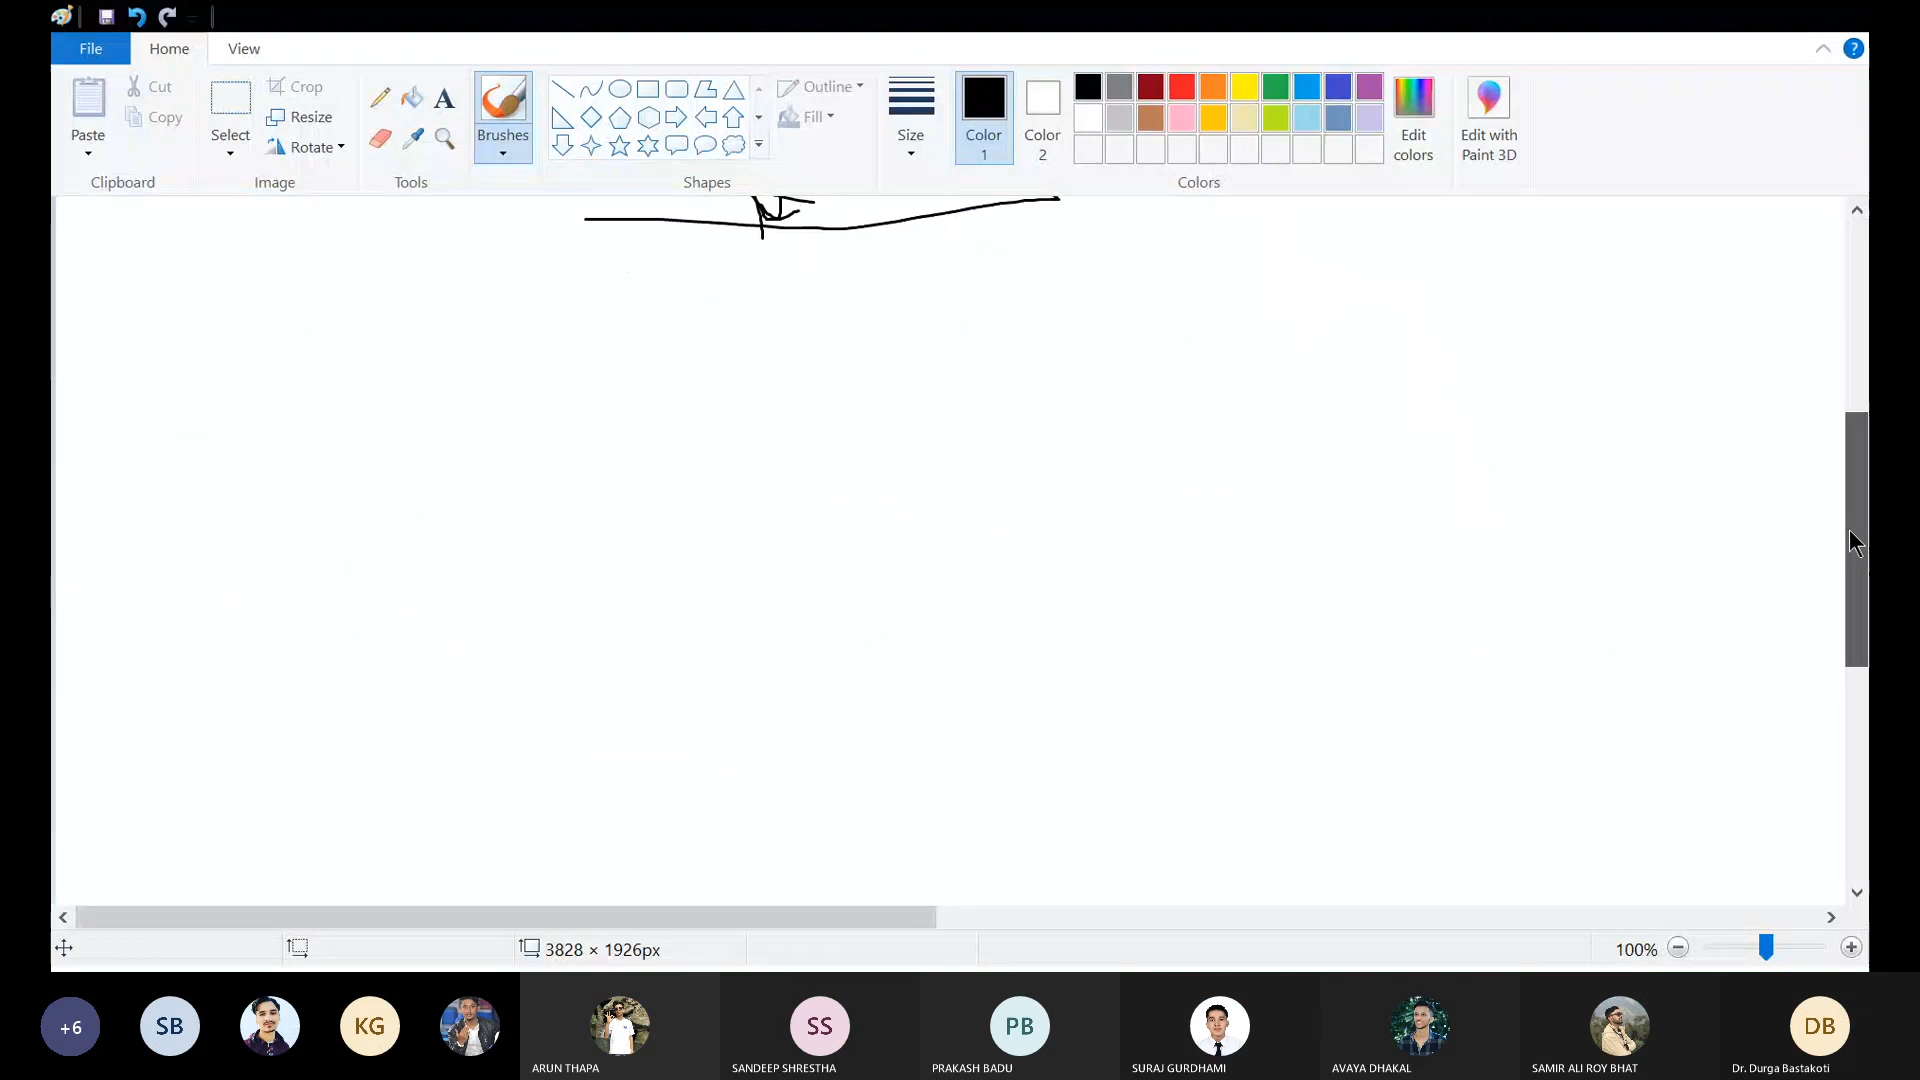 File Home View
?
Paste
Cut
Copy
Clipboard
Select
Crop
Resize
Rotate
Image
A
Tools
Brushes
Outline
Fill
Shapes
Size
Color
1
Color
2
Edit
colors
Colors
Edit with
Paint 3D
3828 × 1926px
100%
+6
SB
KG
ARUN THAPA
SS
SANDEEP SHRESTHA
PB
PRAKASH BADU
SURAJ GURDHAMI
AVAYA DHAKAL
SAMIR ALI ROY BHAT
DB
Dr. Durga Bastakoti